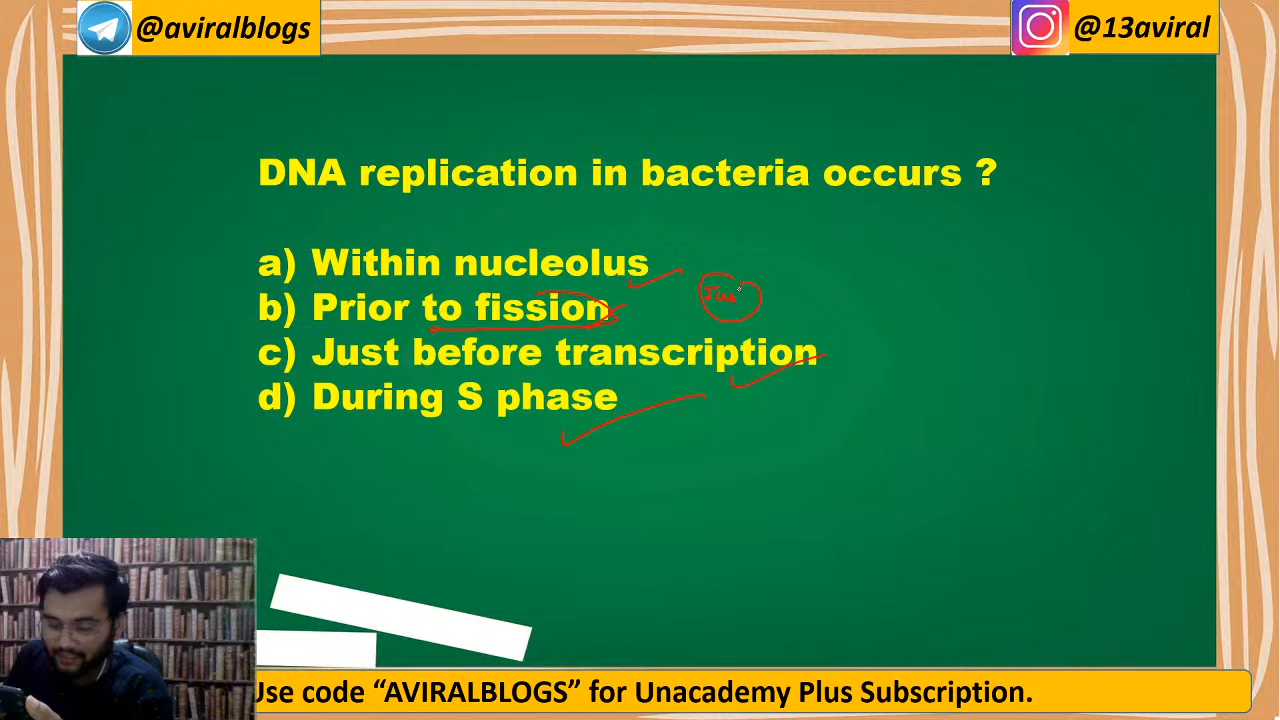 @aviralblogs
@13aviral
DNA replication in bacteria occurs ?
a) Within nucleolus
b) Prior to fission
c) Just before transcription
d) During S phase
Use code “AVIRALBLOGS” for Unacademy Plus Subscription.